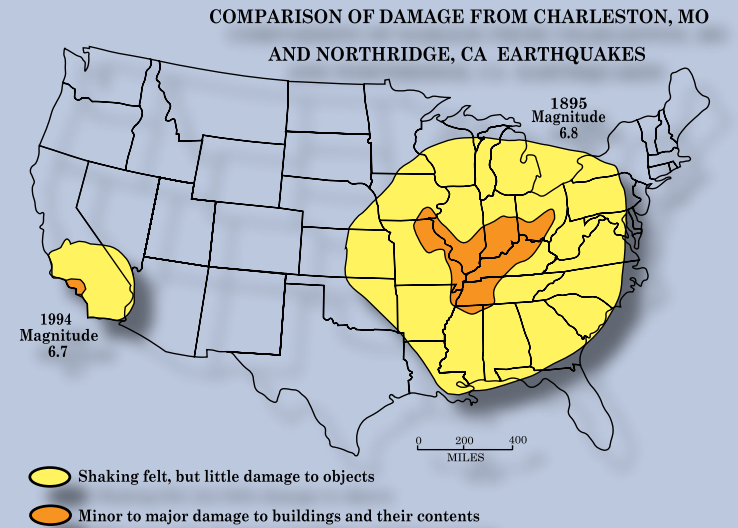 COMPARISON OF DAMAGE FROM CHARLESTON, MO
AND NORTHRIDGE, CA EARTHQUAKES
1895
Magnitude
6.8
1994
Magnitude
6.7
0 200 400
MILES
Shaking felt, but little damage to objects
Minor to major damage to buildings and their contents